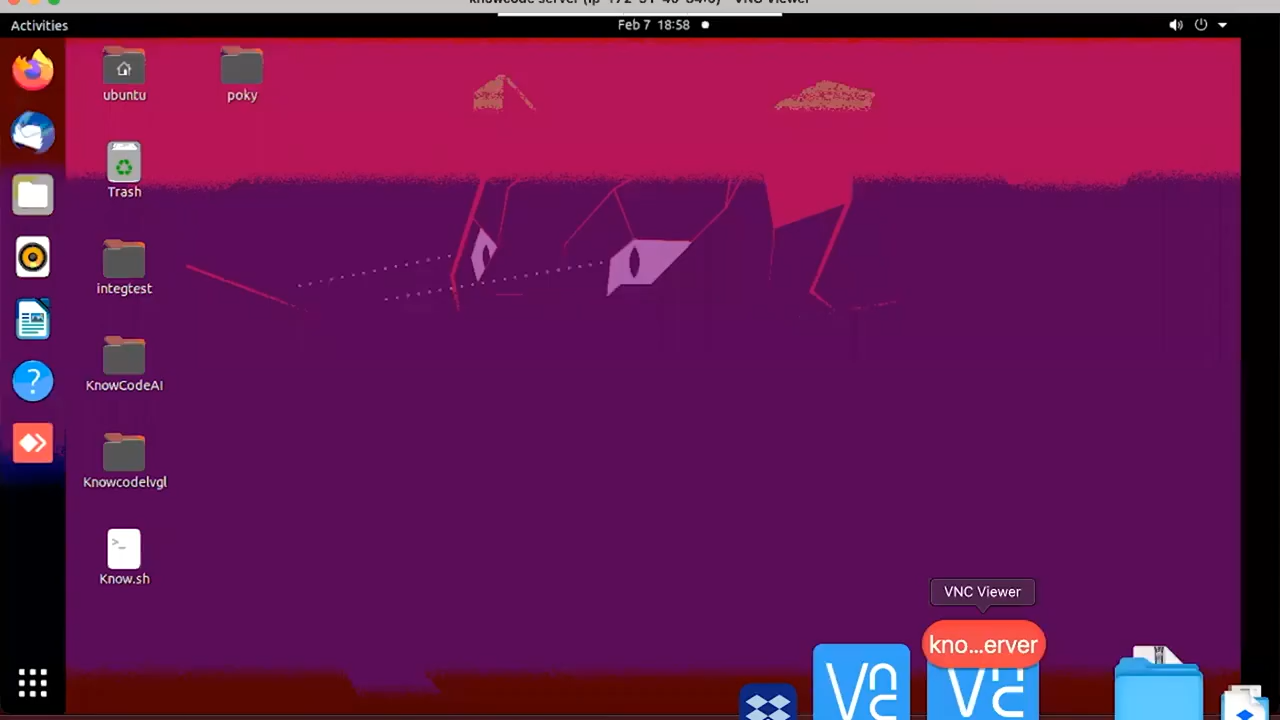 Activities
Feb 7 18:58
ubuntu
poky
Trash
integtest
KnowCodeAI
Knowcodelvgl
Know.sh
VNC Viewer
kno...erver